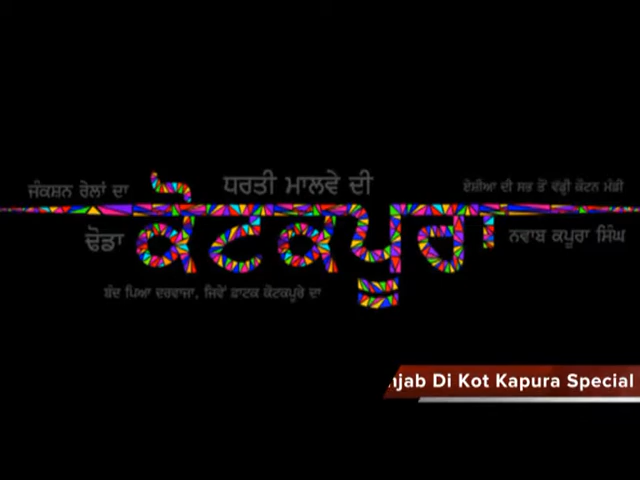 ਧਰਤੀ ਮਾਲਵੇ ਦੀ
ਜੰਕਸ਼ਨ ਰੇਲਾਂ ਦਾ
ਏਸ਼ੀਆ ਦੀ ਸਭ ਤੋਂ ਵੱਡੀ ਕੌਟਨ ਮੰਡੀ
ਕੋਟਕਪੂਰਾ
ਢੋਡਾ
ਨਵਾਬ ਕਪੂਰਾ ਸਿੰਘ
ਬੰਦ ਪਿਆ ਦਰਵਾਜਾ, ਜਿਵੇਂ ਫ਼ਾਟਕ ਕੋਟਕਪੂਰੇ ਦਾ
njab Di Kot Kapura Special